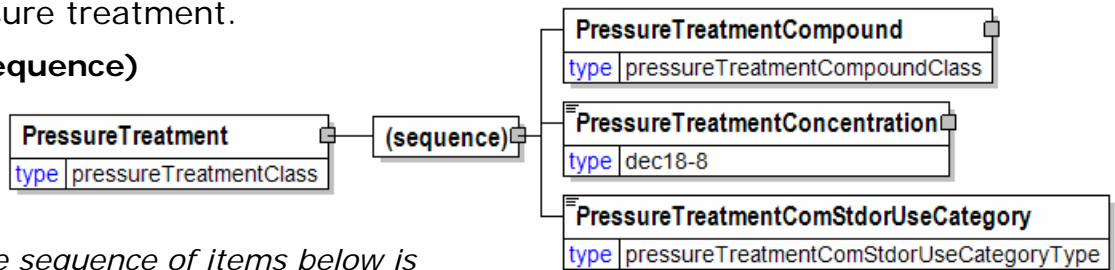 sure treatment.
equence)
PressureTreatment
type pressureTreatmentClass
(sequence)
PressureTreatmentCompound
type pressureTreatmentCompoundClass
PressureTreatmentConcentration
type dec18-8
PressureTreatmentComStdorUseCategory
type pressureTreatmentComStdorUseCategoryType
e sequence of items below is